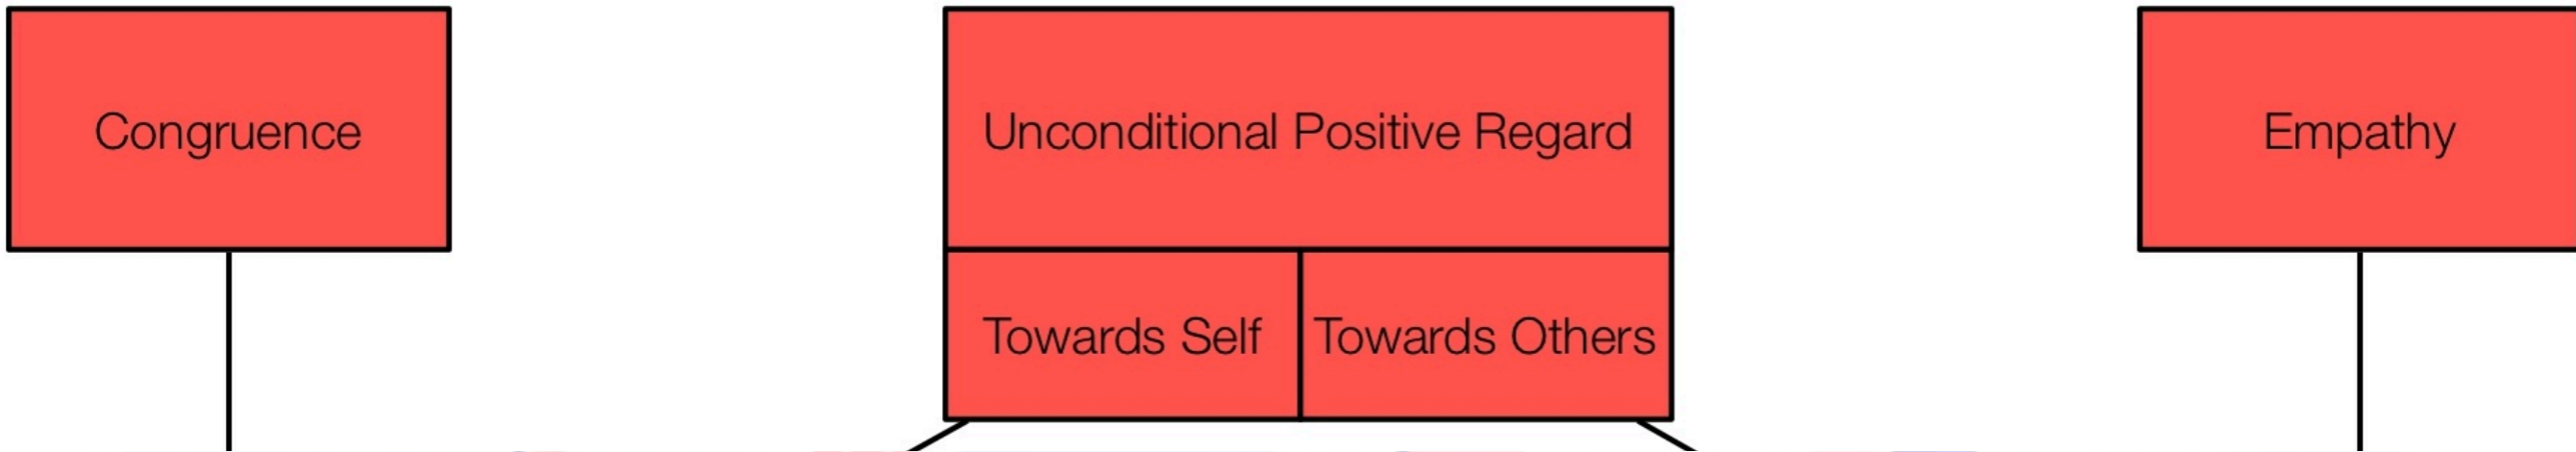 Congruence
Unconditional Positive Regard
Empathy
Towards Self
Towards Others